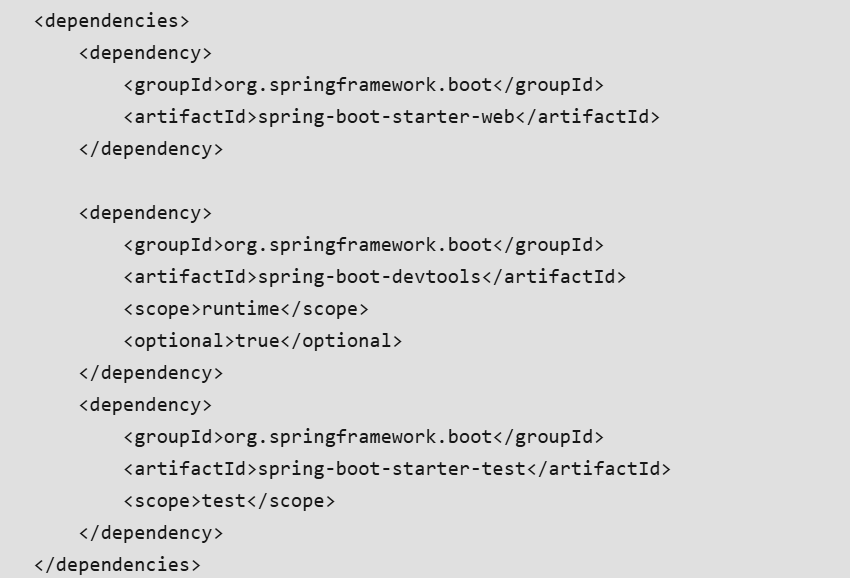 <dependencies>
    <dependency>
        <groupId>org.springframework.boot</groupId>
        <artifactId>spring-boot-starter-web</artifactId>
    </dependency>

    <dependency>
        <groupId>org.springframework.boot</groupId>
        <artifactId>spring-boot-devtools</artifactId>
        <scope>runtime</scope>
        <optional>true</optional>
    </dependency>
    <dependency>
        <groupId>org.springframework.boot</groupId>
        <artifactId>spring-boot-starter-test</artifactId>
        <scope>test</scope>
    </dependency>
</dependencies>